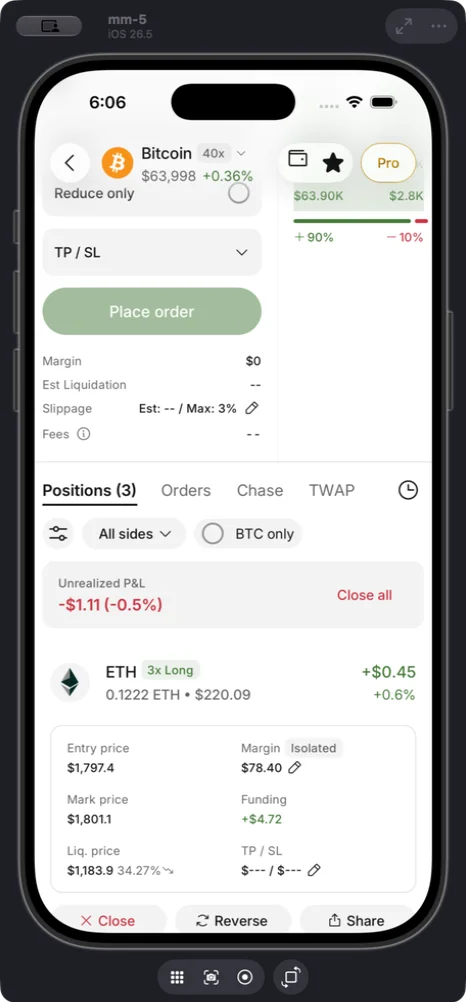 mm-5
iOS 26.5
6:06
Bitcoin 40x
$63,998 +0.36%
Pro
Reduce only
$63.90K $2.8K
+ 90% − 10%
TP / SL
Place order
Margin $0
Est Liquidation --
Slippage Est: -- / Max: 3%
Fees --
Positions (3) Orders Chase TWAP
All sides BTC only
Unrealized P&L
-$1.11 (-0.5%)
Close all
ETH 3x Long +$0.45
0.1222 ETH • $220.09 +0.6%
Entry price Margin Isolated
$1,797.4 $78.40
Mark price Funding
$1,801.1 +$4.72
Liq. price TP / SL
$1,183.9 34.27% $--- / $---
Close Reverse Share